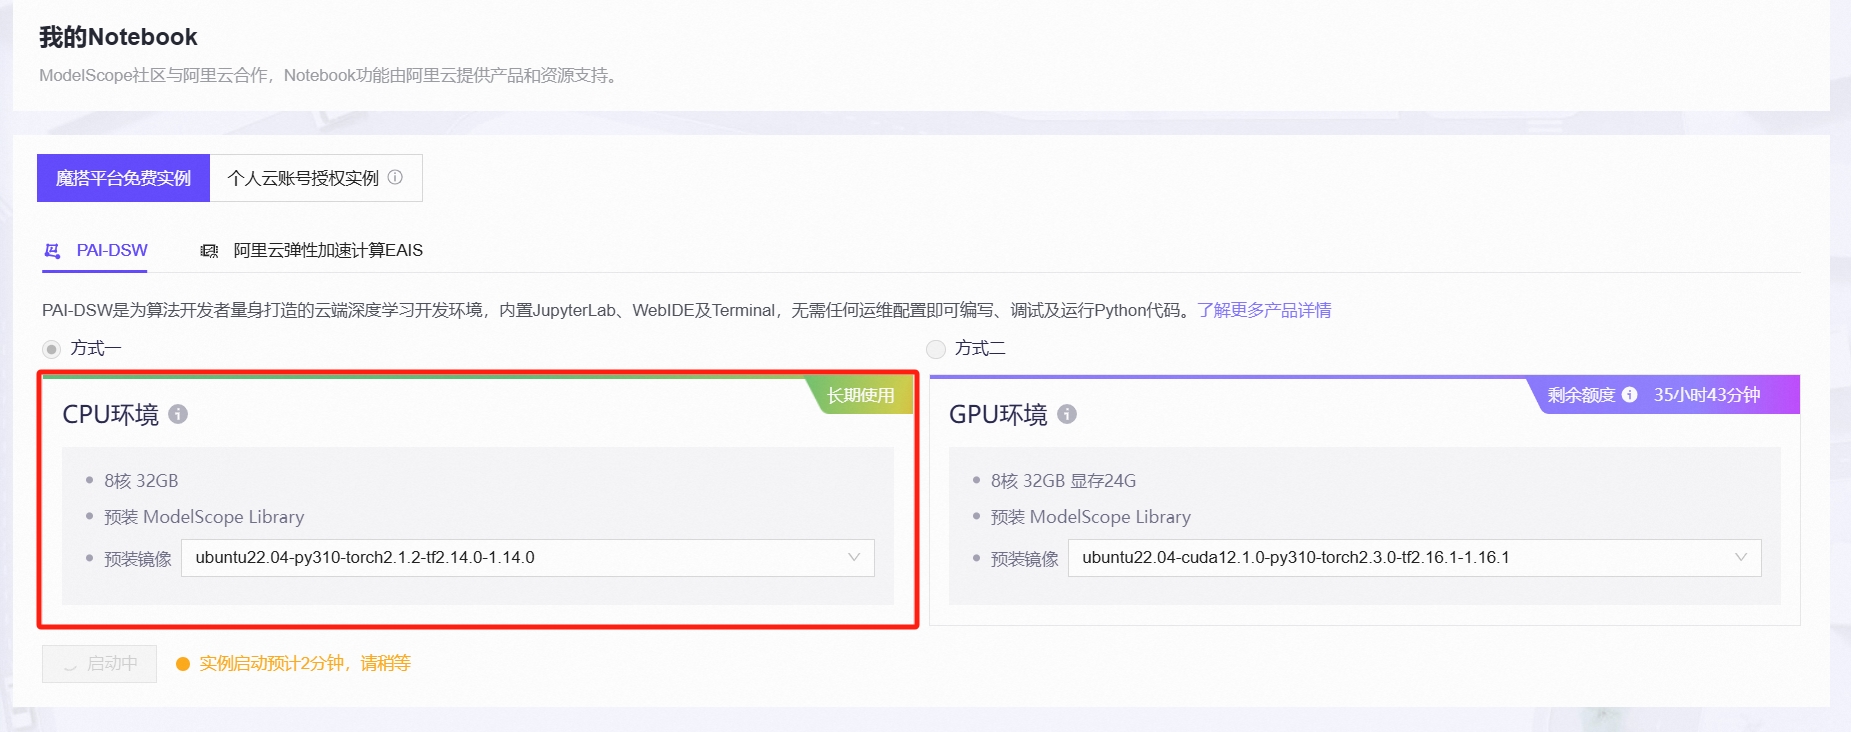 我的Notebook
ModelScope社区与阿里云合作，Notebook功能由阿里云提供产品和资源支持。
魔搭平台免费实例
个人云账号授权实例
PAI-DSW
阿里云弹性加速计算EAIS
PAI-DSW是为算法开发者量身打造的云端深度学习开发环境，内置JupyterLab、WebIDE及Terminal，无需任何运维配置即可编写、调试及运行Python代码。了解更多产品详情
方式一
长期使用
CPU环境
8核 32GB
预装 ModelScope Library
预装镜像 ubuntu22.04-py310-torch2.1.2-tf2.14.0-1.14.0
方式二
剩余额度 35小时43分钟
GPU环境
8核 32GB 显存24G
预装 ModelScope Library
预装镜像 ubuntu22.04-cuda12.1.0-py310-torch2.3.0-tf2.16.1-1.16.1
启动中
实例启动预计2分钟，请稍等